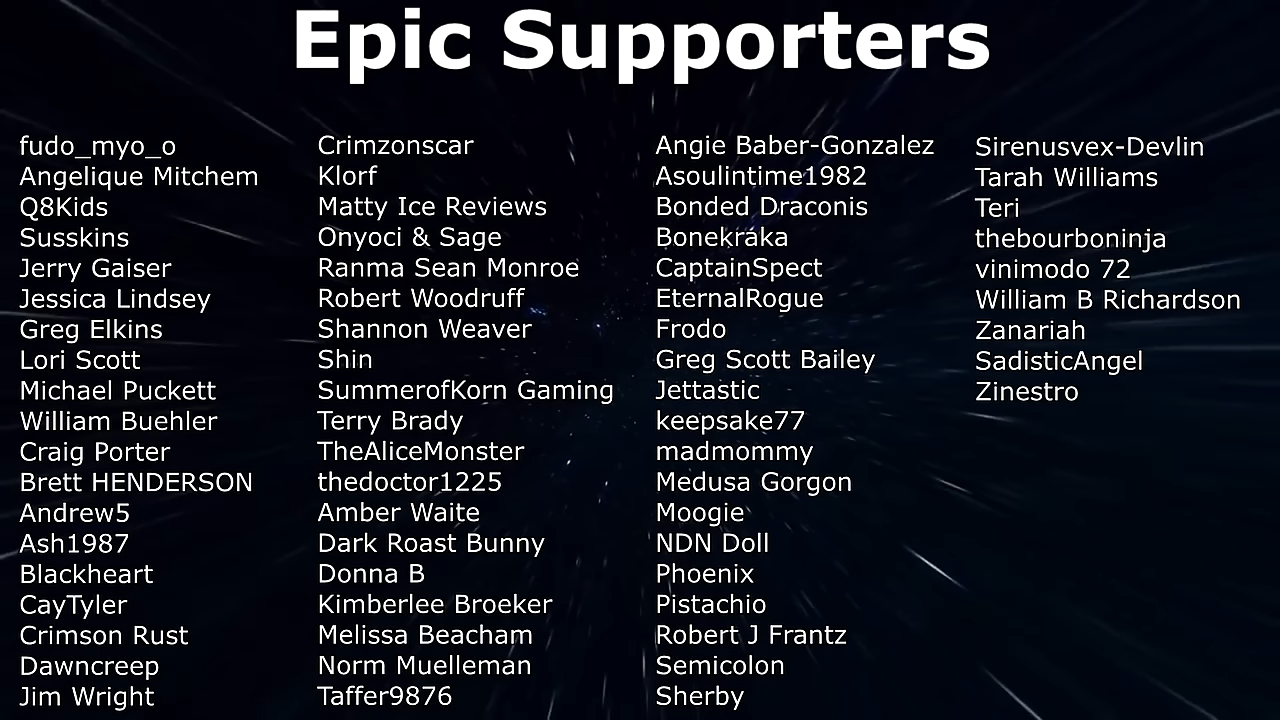 Epic Supporters
fudo_myo_o
Angelique Mitchem
Q8Kids
Susskins
Jerry Gaiser
Jessica Lindsey
Greg Elkins
Lori Scott
Michael Puckett
William Buehler
Craig Porter
Brett HENDERSON
Andrew5
Ash1987
Blackheart
CayTyler
Crimson Rust
Dawncreep
Jim Wright
Crimzonscar
Klorf
Matty Ice Reviews
Onyoci & Sage
Ranma Sean Monroe
Robert Woodruff
Shannon Weaver
Shin
SummerofKorn Gaming
Terry Brady
TheAliceMonster
thedoctor1225
Amber Waite
Dark Roast Bunny
Donna B
Kimberlee Broeker
Melissa Beacham
Norm Muelleman
Taffer9876
Angie Baber-Gonzalez
Asoulintime1982
Bonded Draconis
Bonekraka
CaptainSpect
EternalRogue
Frodo
Greg Scott Bailey
Jettastic
keepsake77
madmommy
Medusa Gorgon
Moogie
NDN Doll
Phoenix
Pistachio
Robert J Frantz
Semicolon
Sherby
Sirenusvex-Devlin
Tarah Williams
Teri
thebourboninja
vinimodo 72
William B Richardson
Zanariah
SadisticAngel
Zinestro